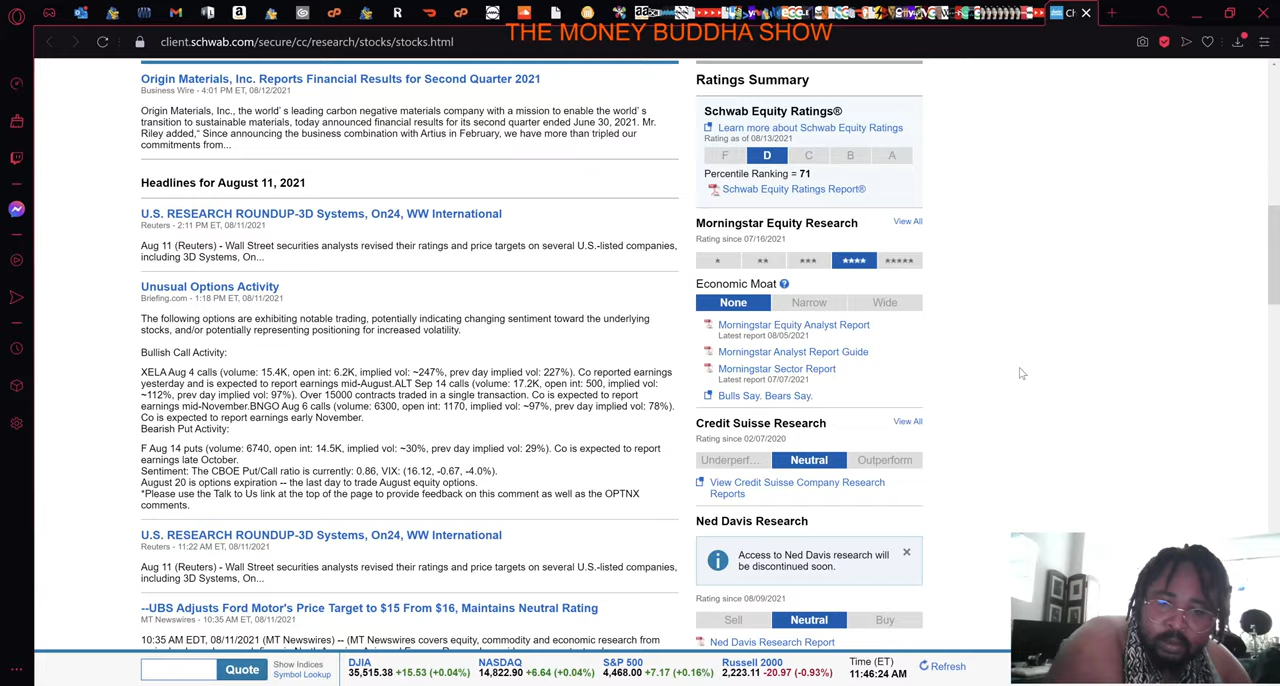 THE MONEY BUDDHA SHOW
client.schwab.com/secure/cc/research/stocks/stocks.html
Origin Materials, Inc. Reports Financial Results for Second Quarter 2021
Business Wire - 4:01 PM ET, 08/12/2021
Origin Materials, Inc., the world' s leading carbon negative materials company with a mission to enable the world' s
transition to sustainable materials, today announced financial results for its second quarter ended June 30, 2021. Mr.
Riley added,“ Since announcing the business combination with Artius in February, we have more than tripled our
commitments from...
Headlines for August 11, 2021
U.S. RESEARCH ROUNDUP-3D Systems, On24, WW International
Reuters - 2:11 PM ET, 08/11/2021
Aug 11 (Reuters) - Wall Street securities analysts revised their ratings and price targets on several U.S.-listed companies,
including 3D Systems, On...
Unusual Options Activity
Briefing.com - 1:18 PM ET, 08/11/2021
The following options are exhibiting notable trading, potentially indicating changing sentiment toward the underlying
stocks, and/or potentially representing positioning for increased volatility.
Bullish Call Activity:
XELA Aug 4 calls (volume: 15.4K, open int: 6.2K, implied vol: ~247%, prev day implied vol: 227%). Co reported earnings
yesterday and is expected to report earnings mid-August.ALT Sep 14 calls (volume: 17.2K, open int: 500, implied vol:
~112%, prev day implied vol: 97%). Over 15000 contracts traded in a single transaction. Co is expected to report
earnings mid-November.BNGO Aug 6 calls (volume: 6300, open int: 1170, implied vol: ~97%, prev day implied vol: 78%).
Co is expected to report earnings early November.
Bearish Put Activity:
F Aug 14 puts (volume: 6740, open int: 14.5K, implied vol: ~30%, prev day implied vol: 29%). Co is expected to report
earnings late October.
Sentiment: The CBOE Put/Call ratio is currently: 0.86, VIX: (16.12, -0.67, -4.0%).
August 20 is options expiration -- the last day to trade August equity options.
*Please use the Talk to Us link at the top of the page to provide feedback on this comment as well as the OPTNX
comments.
U.S. RESEARCH ROUNDUP-3D Systems, On24, WW International
Reuters - 11:22 AM ET, 08/11/2021
Aug 11 (Reuters) - Wall Street securities analysts revised their ratings and price targets on several U.S.-listed companies,
including 3D Systems, On...
--UBS Adjusts Ford Motor's Price Target to $15 From $16, Maintains Neutral Rating
MT Newswires - 10:35 AM ET, 08/11/2021
10:35 AM EDT, 08/11/2021 (MT Newswires) -- (MT Newswires covers equity, commodity and economic research from
Ratings Summary
Schwab Equity Ratings®
Learn more about Schwab Equity Ratings
Rating as of 08/13/2021
F D C B A
Percentile Ranking = 71
Schwab Equity Ratings Report®
Morningstar Equity Research View All
Rating since 07/16/2021
* ** *** **** *****
Economic Moat ?
None Narrow Wide
Morningstar Equity Analyst Report
Latest report 08/05/2021
Morningstar Analyst Report Guide
Morningstar Sector Report
Latest report 07/07/2021
Bulls Say. Bears Say.
Credit Suisse Research View All
Rating since 02/07/2020
Underperf... Neutral Outperform
View Credit Suisse Company Research
Reports
Ned Davis Research
Access to Ned Davis research will
be discontinued soon.
Rating since 08/09/2021
Sell Neutral Buy
Ned Davis Research Report
Quote
Show Indices
Symbol Lookup
DJIA
35,515.38 +15.53 (+0.04%)
NASDAQ
14,822.90 +6.64 (+0.04%)
S&P 500
4,468.00 +7.17 (+0.16%)
Russell 2000
2,223.11 -20.97 (-0.93%)
Time (ET)
11:46:24 AM
Refresh